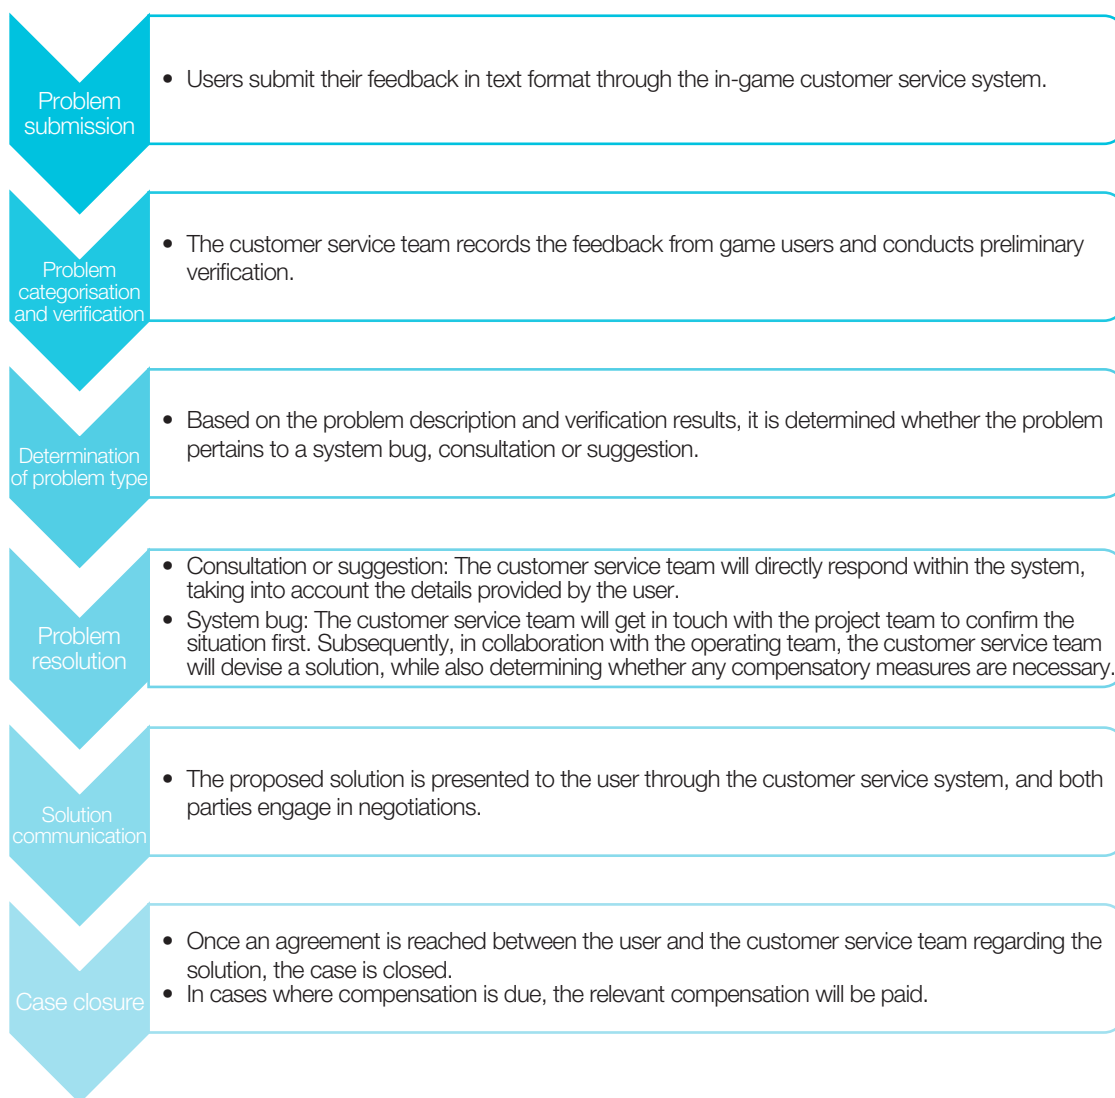 Problem
submission
• Users submit their feedback in text format through the in-game customer service system.
Problem
categorisation
and verification
• The customer service team records the feedback from game users and conducts preliminary
verification.
Determination
of problem type
• Based on the problem description and verification results, it is determined whether the problem
pertains to a system bug, consultation or suggestion.
Problem
resolution
• Consultation or suggestion: The customer service team will directly respond within the system,
taking into account the details provided by the user.
• System bug: The customer service team will get in touch with the project team to confirm the
situation first. Subsequently, in collaboration with the operating team, the customer service team
will devise a solution, while also determining whether any compensatory measures are necessary.
Solution
communication
• The proposed solution is presented to the user through the customer service system, and both
parties engage in negotiations.
Case closure
• Once an agreement is reached between the user and the customer service team regarding the
solution, the case is closed.
• In cases where compensation is due, the relevant compensation will be paid.